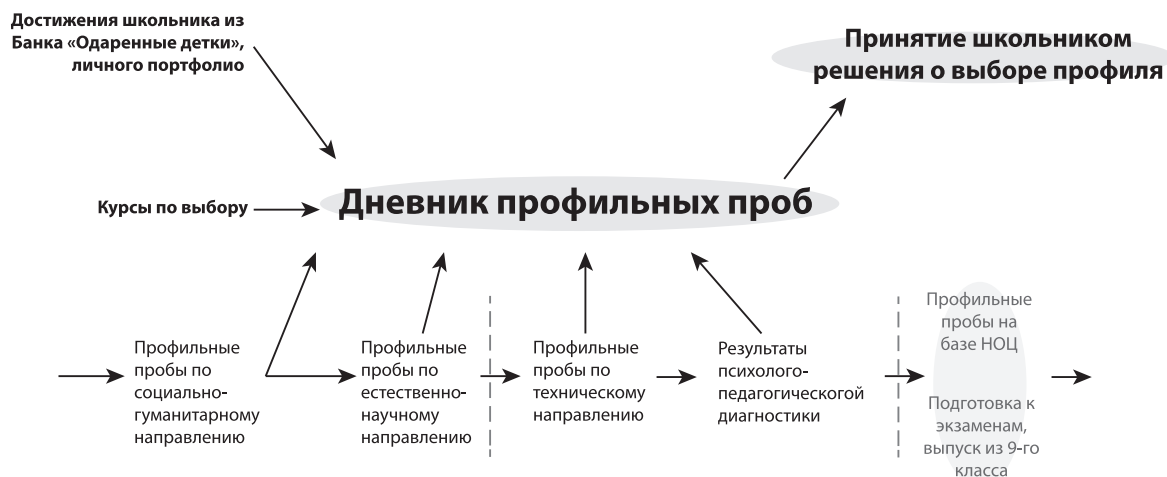 Достижения школьника из
Банка «Одаренные детки»,
личного портфолио
Принятие школьником
решения о выборе профиля
Курсы по выбору
Дневник профильных проб
Профильные
пробы по
социально-
гуманитарному
направлению
Профильные
пробы по
естественно-
научному
направлению
Профильные
пробы по
техническому
направлению
Результаты
психолого-
педагогической
диагностики
Профильные
пробы на
базе НОЦ
Подготовка к
экзаменам,
выпуск из 9-го
класса